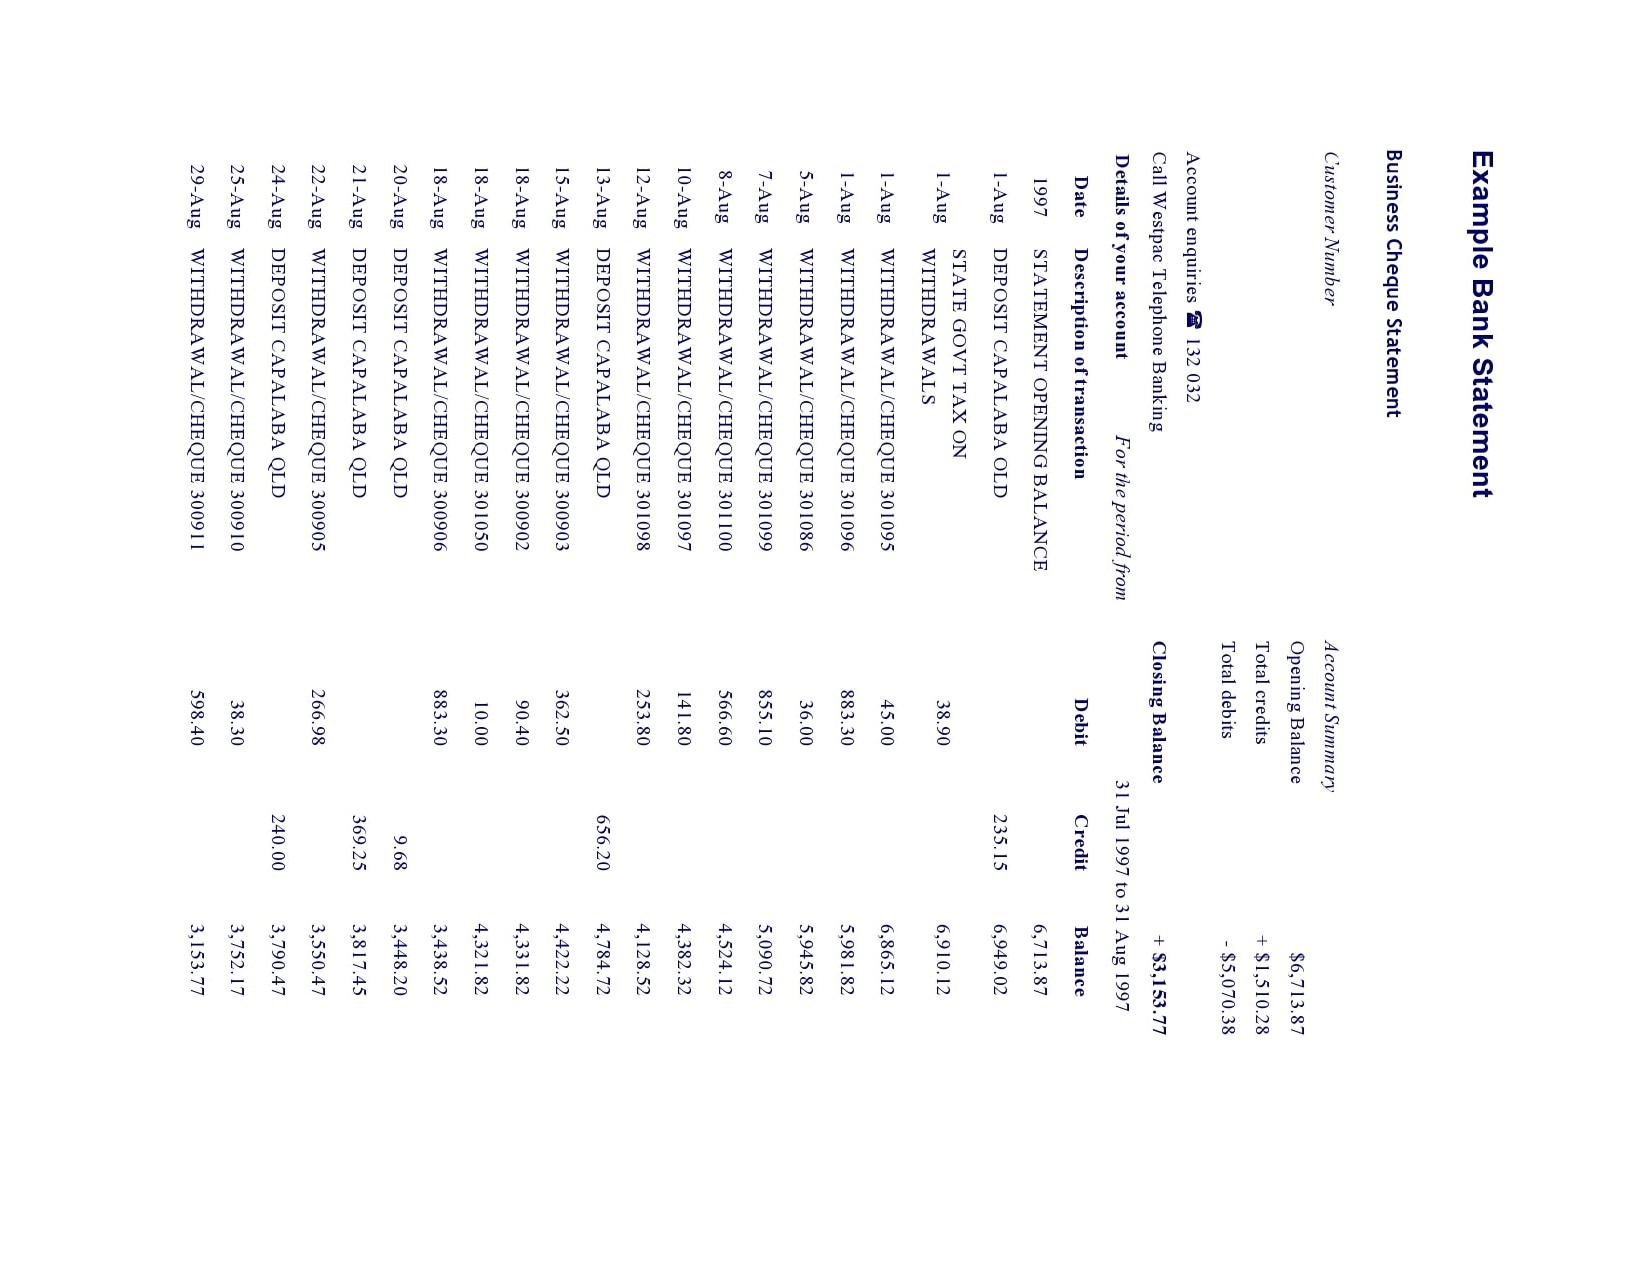 Example Bank Statement
Business Cheque Statement
Customer Number Account Summary
Opening Balance $6,713.87
Total credits + $1,510.28
Total debits - $5,070.38
Account enquiries ☎ 132 032
Call Westpac Telephone Banking Closing Balance + $3,153.77
Details of your account For the period from 31 Jul 1997 to 31 Aug 1997
Date Description of transaction Debit Credit Balance
1997 STATEMENT OPENING BALANCE 6,713.87
1-Aug DEPOSIT CAPALABA OLD 235.15 6,949.02
STATE GOVT TAX ON
1-Aug WITHDRAWALS 38.90 6,910.12
1-Aug WITHDRAWAL/CHEQUE 301095 45.00 6,865.12
1-Aug WITHDRAWAL/CHEQUE 301096 883.30 5,981.82
5-Aug WITHDRAWAL/CHEQUE 301086 36.00 5,945.82
7-Aug WITHDRAWAL/CHEQUE 301099 855.10 5,090.72
8-Aug WITHDRAWAL/CHEQUE 301100 566.60 4,524.12
10-Aug WITHDRAWAL/CHEQUE 301097 141.80 4,382.32
12-Aug WITHDRAWAL/CHEQUE 301098 253.80 4,128.52
13-Aug DEPOSIT CAPALABA QLD 656.20 4,784.72
15-Aug WITHDRAWAL/CHEQUE 300903 362.50 4,422.22
18-Aug WITHDRAWAL/CHEQUE 300902 90.40 4,331.82
18-Aug WITHDRAWAL/CHEQUE 301050 10.00 4,321.82
18-Aug WITHDRAWAL/CHEQUE 300906 883.30 3,438.52
20-Aug DEPOSIT CAPALABA QLD 9.68 3,448.20
21-Aug DEPOSIT CAPALABA QLD 369.25 3,817.45
22-Aug WITHDRAWAL/CHEQUE 300905 266.98 3,550.47
24-Aug DEPOSIT CAPALABA QLD 240.00 3,790.47
25-Aug WITHDRAWAL/CHEQUE 300910 38.30 3,752.17
29-Aug WITHDRAWAL/CHEQUE 300911 598.40 3,153.77